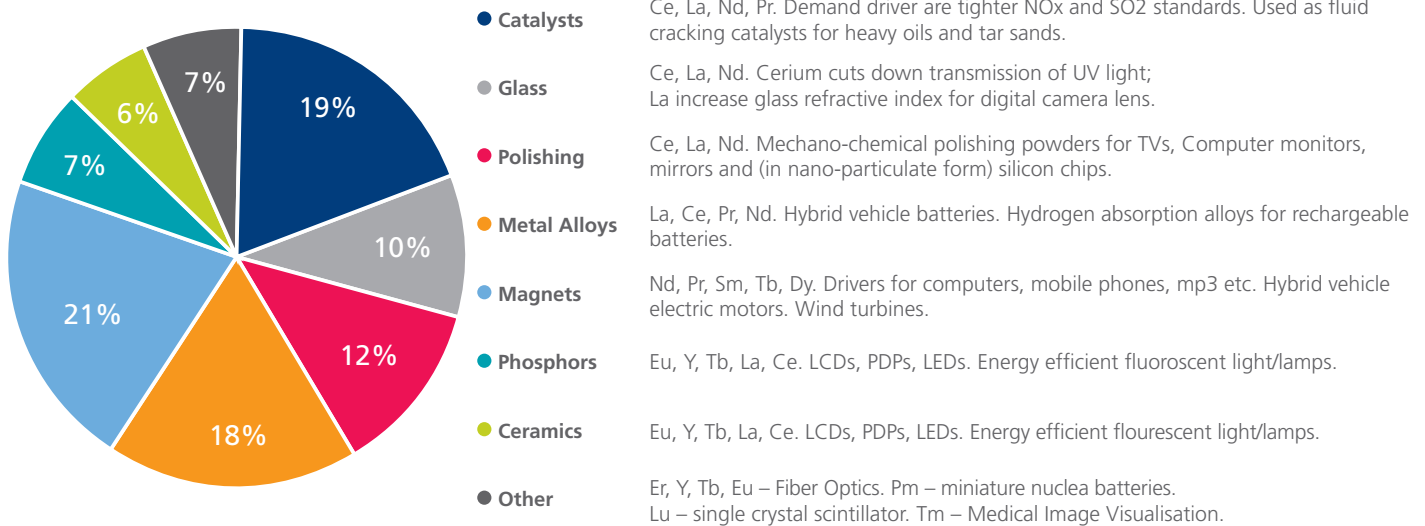 19%
10%
12%
18%
21%
7%
6%
7%
Catalysts
Ce, La, Nd, Pr. Demand driver are tighter NOx and SO2 standards. Used as fluid
cracking catalysts for heavy oils and tar sands.
Glass
Ce, La, Nd. Cerium cuts down transmission of UV light;
La increase glass refractive index for digital camera lens.
Polishing
Ce, La, Nd. Mechano-chemical polishing powders for TVs, Computer monitors,
mirrors and (in nano-particulate form) silicon chips.
Metal Alloys
La, Ce, Pr, Nd. Hybrid vehicle batteries. Hydrogen absorption alloys for rechargeable
batteries.
Magnets
Nd, Pr, Sm, Tb, Dy. Drivers for computers, mobile phones, mp3 etc. Hybrid vehicle
electric motors. Wind turbines.
Phosphors
Eu, Y, Tb, La, Ce. LCDs, PDPs, LEDs. Energy efficient fluoroscent light/lamps.
Ceramics
Eu, Y, Tb, La, Ce. LCDs, PDPs, LEDs. Energy efficient flourescent light/lamps.
Other
Er, Y, Tb, Eu – Fiber Optics. Pm – miniature nuclea batteries.
Lu – single crystal scintillator. Tm – Medical Image Visualisation.